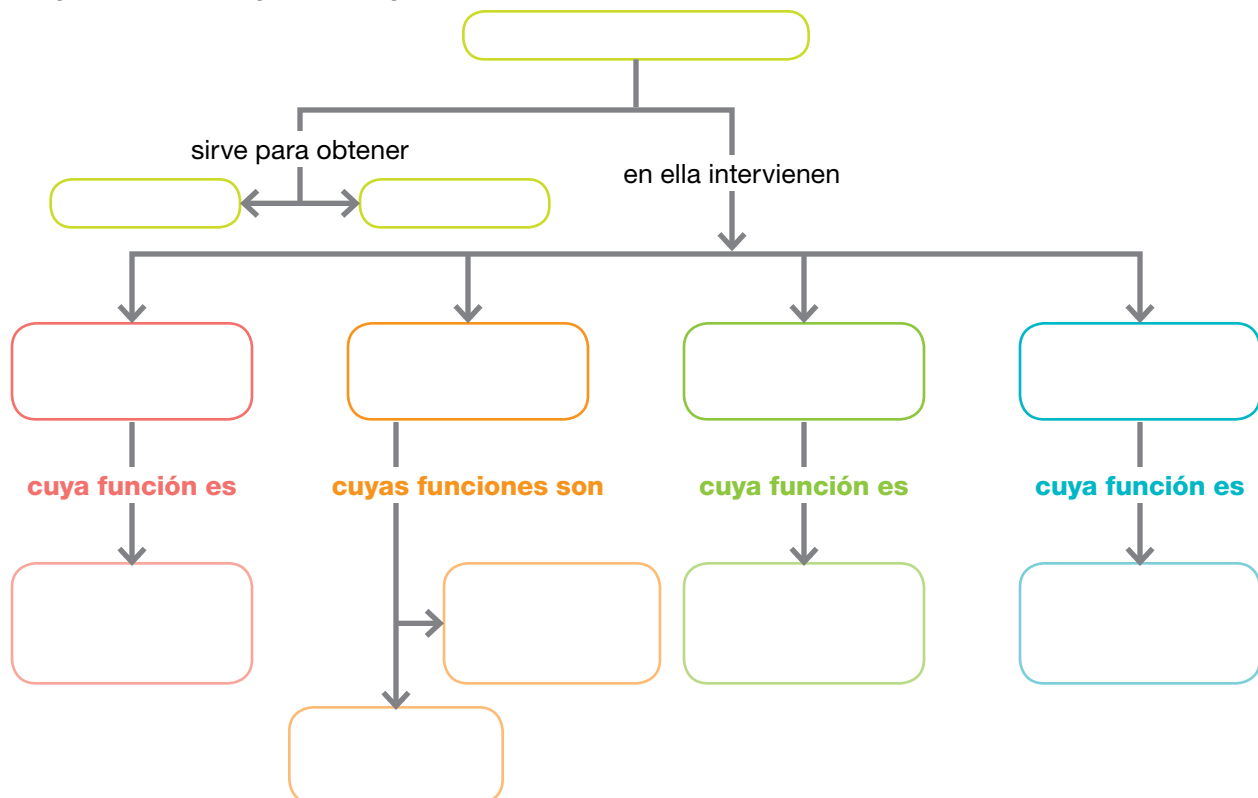 sirve para obtener
en ella intervienen
cuya función es
cuyas funciones son
cuya función es
cuya función es